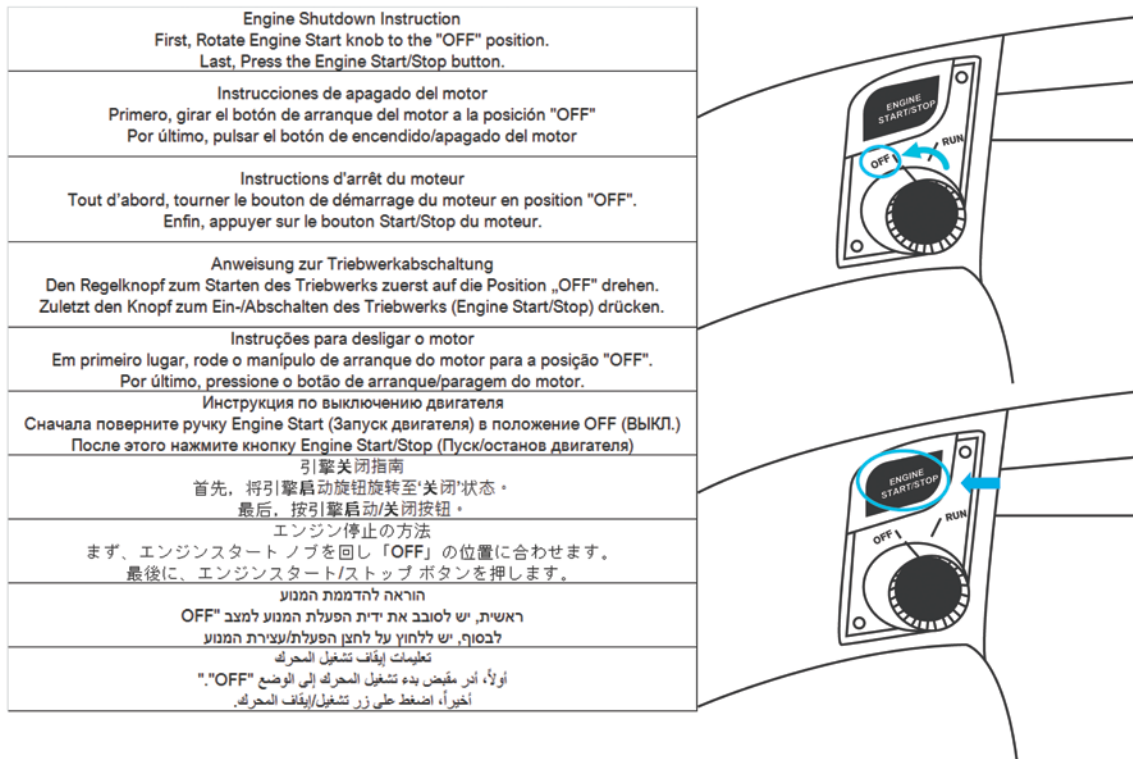 Engine Shutdown Instruction
First, Rotate Engine Start knob to the "OFF" position.
Last, Press the Engine Start/Stop button.
Instrucciones de apagado del motor
Primero, girar el botón de arranque del motor a la posición "OFF"
Por último, pulsar el botón de encendido/apagado del motor
Instructions d'arrêt du moteur
Tout d’abord, tourner le bouton de démarrage du moteur en position "OFF".
Enfin, appuyer sur le bouton Start/Stop du moteur.
Anweisung zur Triebwerkabschaltung
Den Regelknopf zum Starten des Triebwerks zuerst auf die Position „OFF" drehen.
Zuletzt den Knopf zum Ein-/Abschalten des Triebwerks (Engine Start/Stop) drücken.
Instruções para desligar o motor
Em primeiro lugar, rode o manípulo de arranque do motor para a posição "OFF".
Por último, pressione o botão de arranque/paragem do motor.
Инструкция по выключению двигателя
Сначала поверните ручку Engine Start (Запуск двигателя) в положение OFF (ВЫКЛ.)
После этого нажмите кнопку Engine Start/Stop (Пуск/останов двигателя)
引擎关闭指南
首先，将引擎启动旋钮旋转至'关闭'状态。
最后，按引擎启动/关闭按钮。
エンジン停止の方法
まず、エンジンスタート ノブを回し「OFF」の位置に合わせます。
最後に、エンジンスタート/ストップ ボタンを押します。
הוראה להדממת המנוע
ראשית, יש לסובב את ידית הפעלת המנוע למצב "OFF
לבסוף, יש ללחוץ על לחצן הפעלת/עצירת המנוע
تعليمات إيقاف تشغيل المحرك
أولاً، أدر مقبض بدء تشغيل المحرك إلى الوضع "OFF".‎"
أخيراً، اضغط على زر تشغيل/إيقاف المحرك.
ENGINE
START/STOP
OFF
RUN
ENGINE
START/STOP
OFF
RUN